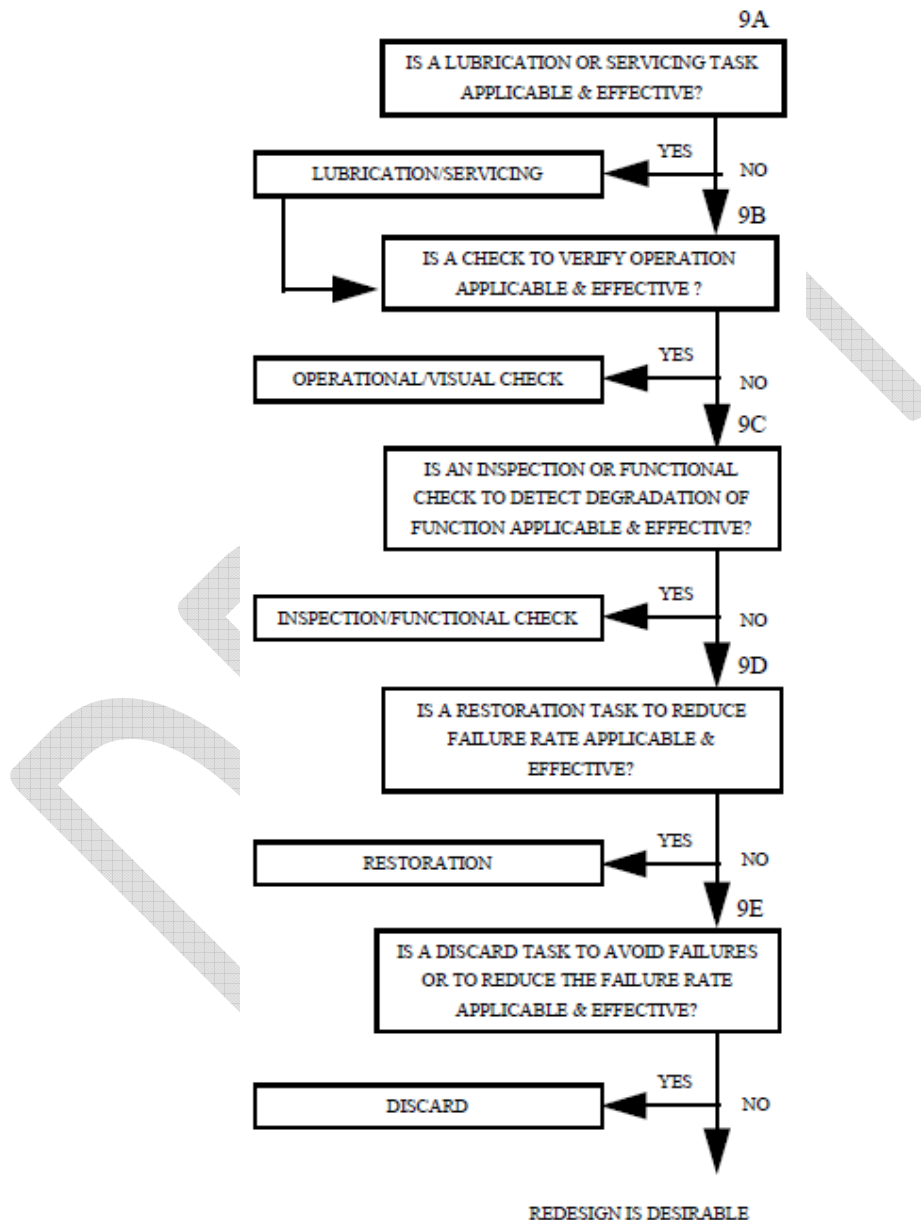 9A
IS A LUBRICATION OR SERVICING TASK
APPLICABLE & EFFECTIVE?
YES
LUBRICATION/SERVICING
NO
9B
IS A CHECK TO VERIFY OPERATION
APPLICABLE & EFFECTIVE ?
YES
OPERATIONAL/VISUAL CHECK
NO
9C
IS AN INSPECTION OR FUNCTIONAL
CHECK TO DETECT DEGRADATION OF
FUNCTION APPLICABLE & EFFECTIVE?
YES
INSPECTION/FUNCTIONAL CHECK
NO
9D
IS A RESTORATION TASK TO REDUCE
FAILURE RATE APPLICABLE &
EFFECTIVE?
YES
RESTORATION
NO
9E
IS A DISCARD TASK TO AVOID FAILURES
OR TO REDUCE THE FAILURE RATE
APPLICABLE & EFFECTIVE?
YES
DISCARD
NO
REDESIGN IS DESIRABLE